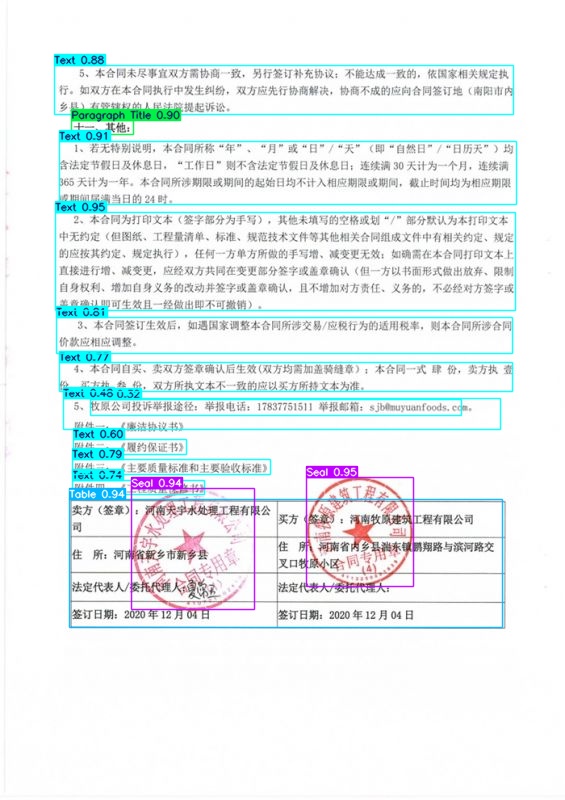 Text 0.88
5、本合同未尽事宜双方需协商一致，另行签订补充协议；不能达成一致的，依国家相关规定执
行。如双方在本合同执行中发生纠纷，双方应先行协商解决，协商不成的应向合同签订地（南阳市内
乡县）有管辖权的人民法院提起诉讼。
Paragraph Title 0.90
十一、其他：
Text 0.91
1、若无特别说明，本合同所称“年”、“月”或“日”/“天”（即“自然日”/“日历天”）均
含法定节假日及休息日，“工作日”则不含法定节假日及休息日；连续满 30 天计为一个月，连续满
365 天计为一年。本合同所涉期限或期间的起始日均不计入相应期限或期间，截止时间均为相应期限
或期间届满当日的 24 时。
Text 0.95
2、本合同为打印文本（签字部分为手写），其他未填写的空格或划“/”部分默认为本打印文本
中无约定（但图纸、工程量清单、标准、规范技术文件等其他相关合同组成文件中有相关约定、规定
的应按其约定、规定执行），任何一方单方所做的手写增、减变更无效；如确需在本合同打印文本上
直接进行增、减变更，应经双方共同在变更部分签字或盖章确认（但一方以书面形式做出放弃、限制
自身权利、增加自身义务的改动并签字或盖章确认，且不增加对方责任、义务的，不必经对方签字或
盖章确认即可生效且一经做出即不可撤销）。
Text 0.81
3、本合同签订生效后，如遇国家调整本合同所涉交易/应税行为的适用税率，则本合同所涉合同
价款应相应调整。
Text 0.77
4、本合同自买、卖双方签章确认后生效(双方均需加盖骑缝章)；本合同一式 肆 份，卖方执 壹
份，买方执 叁 份，双方所执文本不一致的应以买方所持文本为准。
Text 0.48 0.32
5、牧原公司投诉举报途径：举报电话：17837751511 举报邮箱：sjb@muyuanfoods.com。
附件一：《廉洁协议书》
Text 0.60
附件二：《履约保证书》
Text 0.79
附件三：《主要质量标准和主要验收标准》
Text 0.74
附件四：《工程质量保修书》
Seal 0.94
Seal 0.95
Table 0.94
卖方（签章）：河南天宇水处理工程有限公司
买方（签章）：河南牧原建筑工程有限公司
住 所：河南省新乡市新乡县
住 所：河南省内乡县湍东镇鹏翔路与滨河路交
叉口牧原小区
法定代表人/委托代理人：
法定代表人/委托代理人：
签订日期：2020 年 12 月 04 日
签订日期：2020 年 12 月 04 日
合同专用章
(4)
合同专用章
(4)